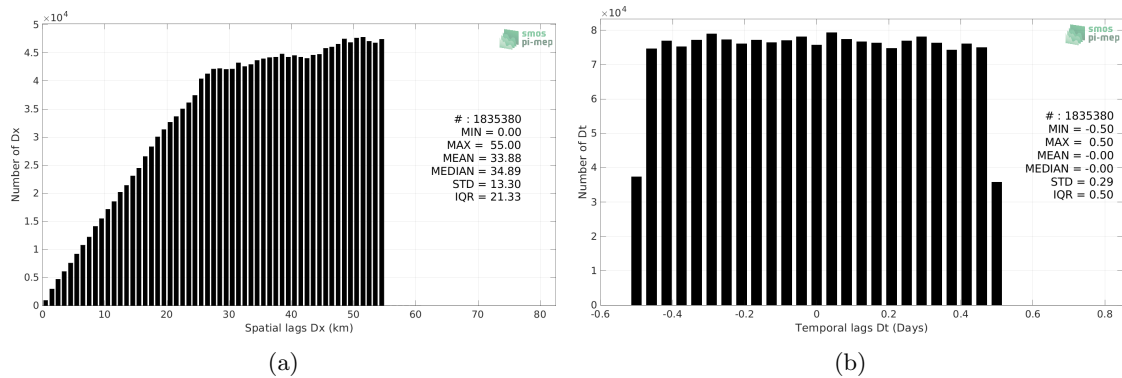 ×10⁴
5
4.5
4
3.5
3
2.5
2
1.5
1
0.5
0
Number of Dx
0 10 20 30 40 50 60 70 80
Spatial lags Dx (km)
smos
pi-mep
# : 1835380
MIN = 0.00
MAX = 55.00
MEAN = 33.88
MEDIAN = 34.89
STD = 13.30
IQR = 21.33
(a)
×10⁴
8
7
6
5
4
3
2
1
0
Number of Dt
-0.6 -0.4 -0.2 0 0.2 0.4 0.6 0.8
Temporal lags Dt (Days)
smos
pi-mep
# : 1835380
MIN = -0.50
MAX = 0.50
MEAN = -0.00
MEDIAN = -0.00
STD = 0.29
IQR = 0.50
(b)